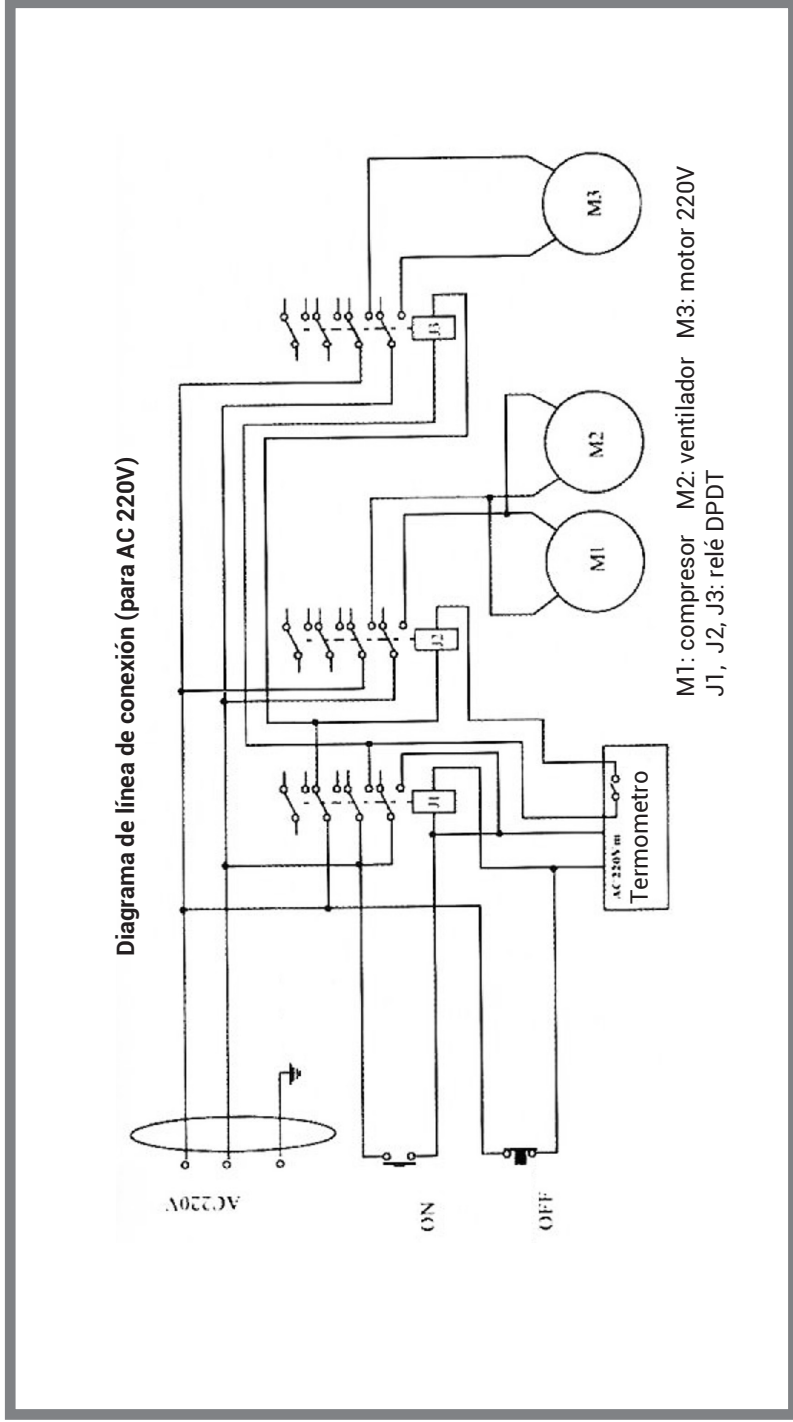 Diagrama de línea de conexión (para AC 220V)
AC220V
ON
OFF
J1
J2
J3
M1
M2
M3
AC 220V in
Termometro
M1: compresor M2: ventilador M3: motor 220V
J1, J2, J3: relé DPDT